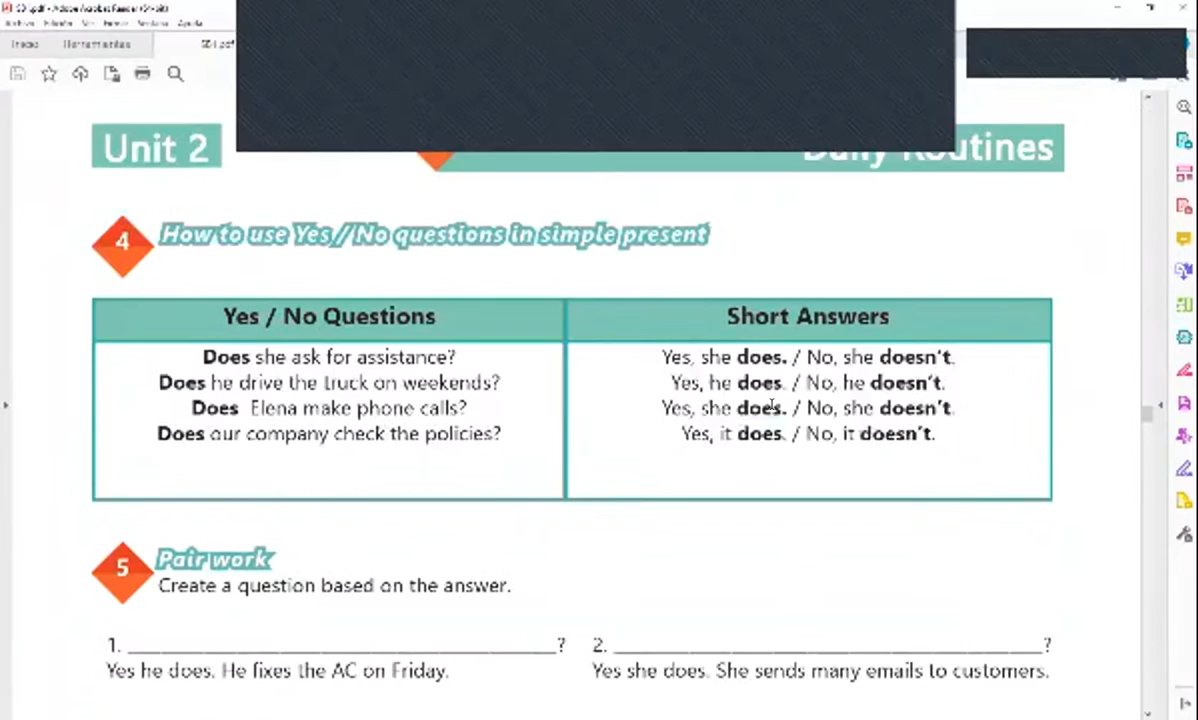 Inicio Herramientas
Unit 2
Daily Routines
4
How to use Yes / No questions in simple present
Yes / No Questions Short Answers
Does she ask for assistance? Yes, she does. / No, she doesn't.
Does he drive the truck on weekends? Yes, he does. / No, he doesn't.
Does Elena make phone calls? Yes, she does. / No, she doesn't.
Does our company check the policies? Yes, it does. / No, it doesn't.
5
Pair work
Create a question based on the answer.
1. ______________________________? 2. ______________________________?
Yes he does. He fixes the AC on Friday. Yes she does. She sends many emails to customers.